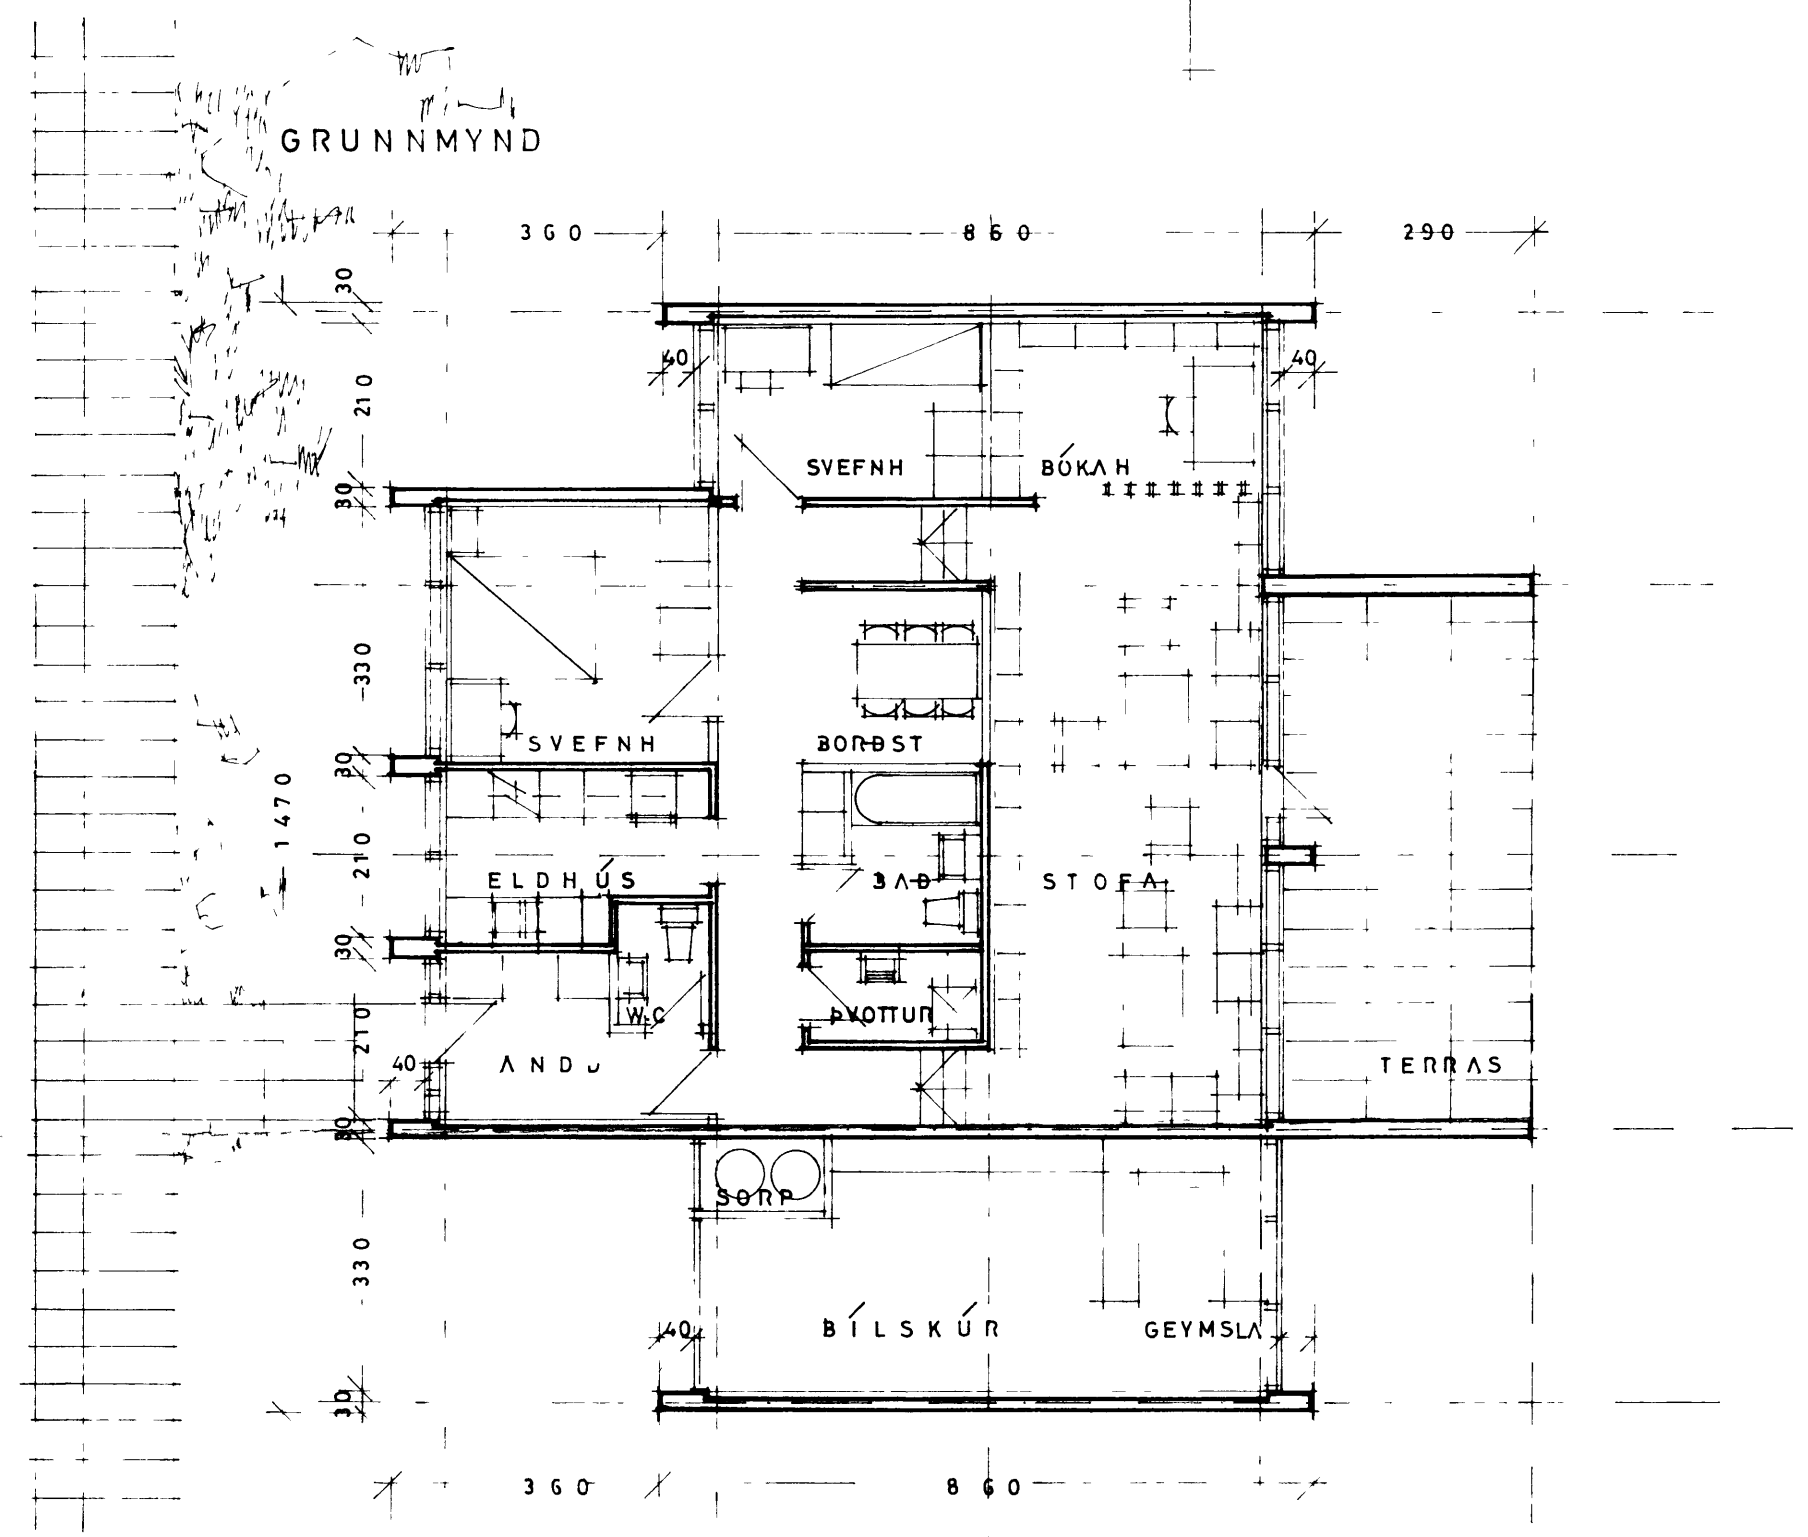 GRUNNMYND
360 860 290
30
40 40
210
SVEFNH BÓKAH
30
330
SVEFNH BORÐST
30
1470
210
ELDHÚS BAÐ STOFA
30
210
W.C ÞVOTTUR
40 TERRAS
30
SORP
330
40 BÍLSKÚR GEYMSLA
30
360 860